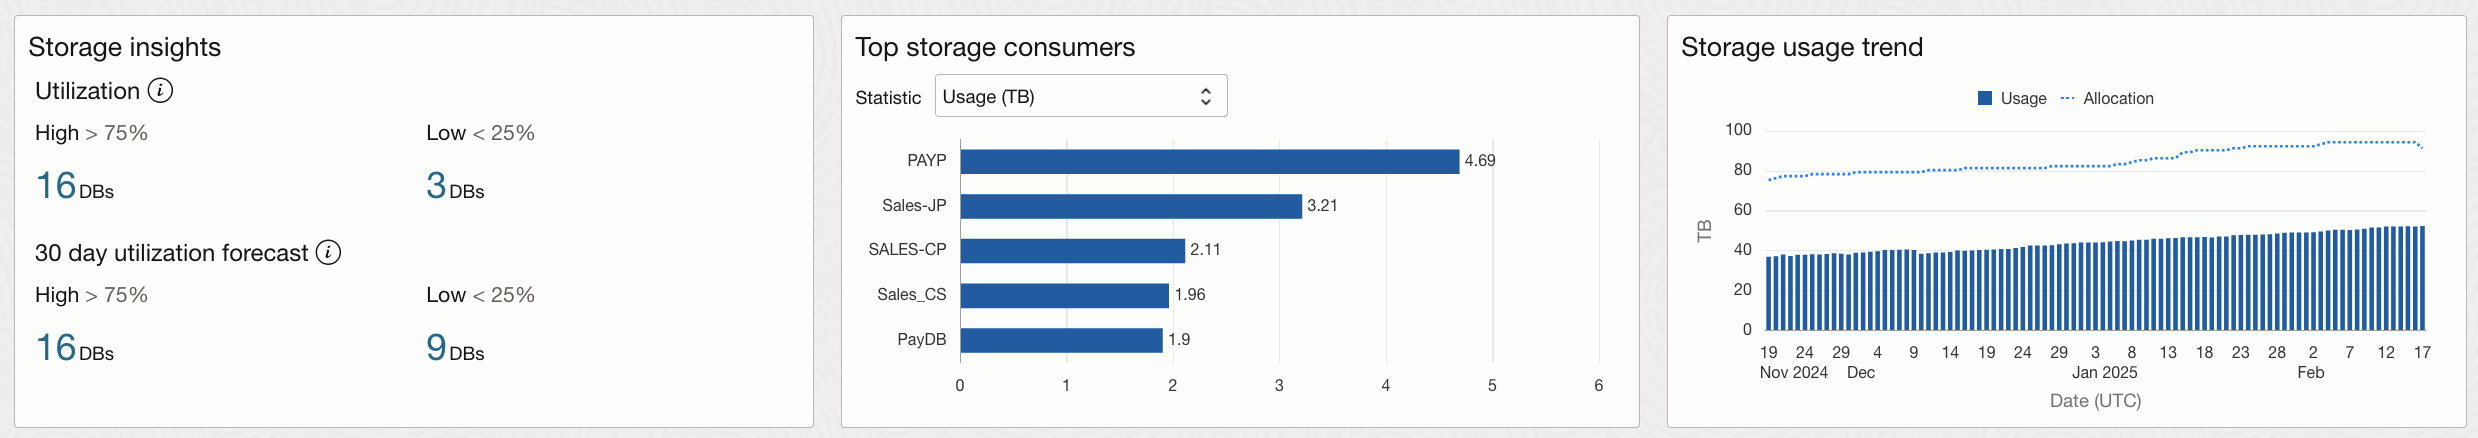 Storage insights
Utilization i
High > 75%
Low < 25%
16 DBs
3 DBs
30 day utilization forecast i
High > 75%
Low < 25%
16 DBs
9 DBs
Top storage consumers
Statistic
Usage (TB)
PAYP
4.69
Sales-JP
3.21
SALES-CP
2.11
Sales_CS
1.96
PayDB
1.9
0 1 2 3 4 5 6
Storage usage trend
Usage Allocation
100
80
60
40
20
0
TB
19 24 29 4 9 14 19 24 29 3 8 13 18 23 28 2 7 12 17
Nov 2024 Dec Jan 2025 Feb
Date (UTC)